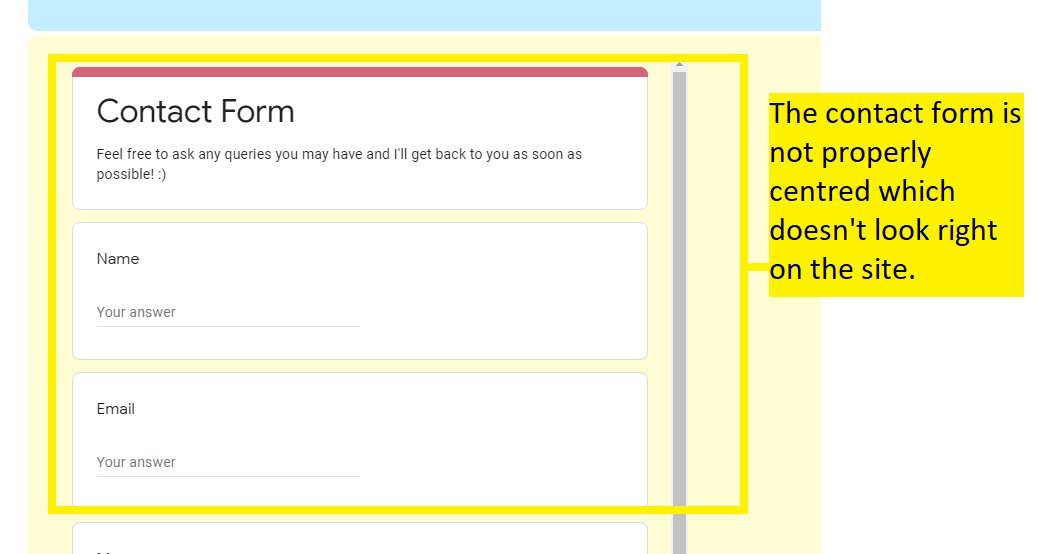 Contact Form
Feel free to ask any queries you may have and I'll get back to you as soon as
possible! :)
Name
Your answer
Email
Your answer
The contact form is
not properly
centred which
doesn't look right
on the site.